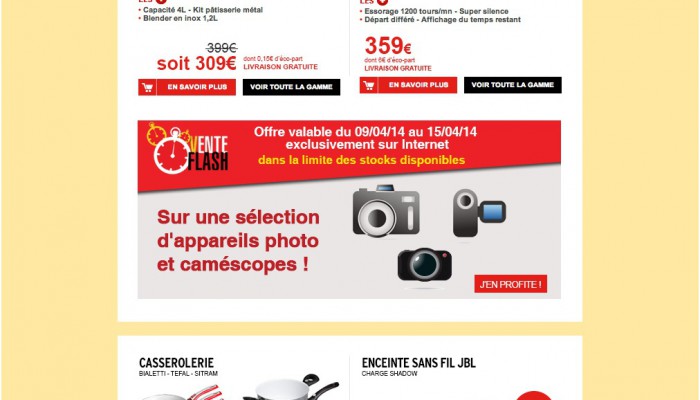 • Capacité 4L - Kit pâtisserie métal
• Blender en inox 1,2L
399€
soit 309€
dont 0,15€ d'éco-part
LIVRAISON GRATUITE
EN SAVOIR PLUS
VOIR TOUTE LA GAMME
LES
• Essorage 1200 tours/mn - Super silence
• Départ différé - Affichage du temps restant
359€
dont 6€ d'éco-part
LIVRAISON GRATUITE
EN SAVOIR PLUS
VOIR TOUTE LA GAMME
VENTE
FLASH
Offre valable du 09/04/14 au 15/04/14
exclusivement sur Internet
dans la limite des stocks disponibles
Sur une sélection
d'appareils photo
et caméscopes !
J'EN PROFITE !
CASSEROLERIE
BIALETTI - TEFAL - SITRAM
ENCEINTE SANS FIL JBL
CHARGE SHADOW